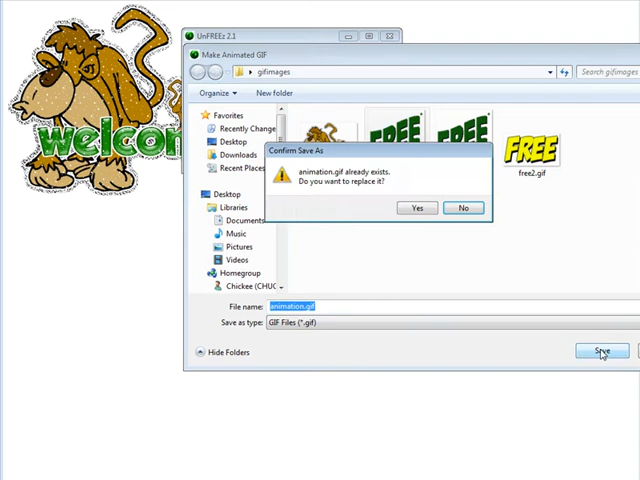 UnFREEz 2.1
Make Animated GIF
gifimages
Search gifimages
Organize
New folder
Favorites
Recently Change
Desktop
Downloads
Recent Places
Desktop
Libraries
Documents
Music
Pictures
Videos
Homegroup
Chickee (CHUC
welcom
FREE
FREE
FREE
free2.gif
Confirm Save As
animation.gif already exists.
Do you want to replace it?
Yes
No
File name:
animation.gif
Save as type:
GIF Files (*.gif)
Hide Folders
Save